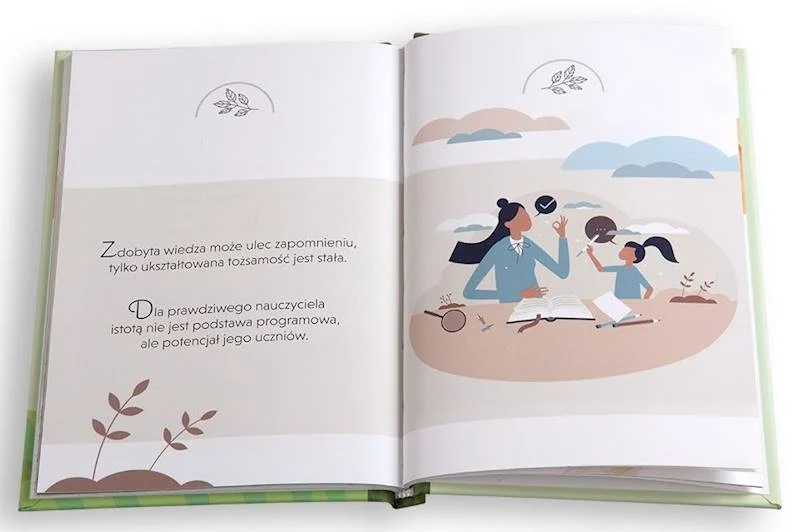 Zdobyta wiedza może ulec zapomnieniu,
tylko ukształtowana tożsamość jest stała.
Dla prawdziwego nauczyciela
istotą nie jest podstawa programowa,
ale potencjał jego uczniów.